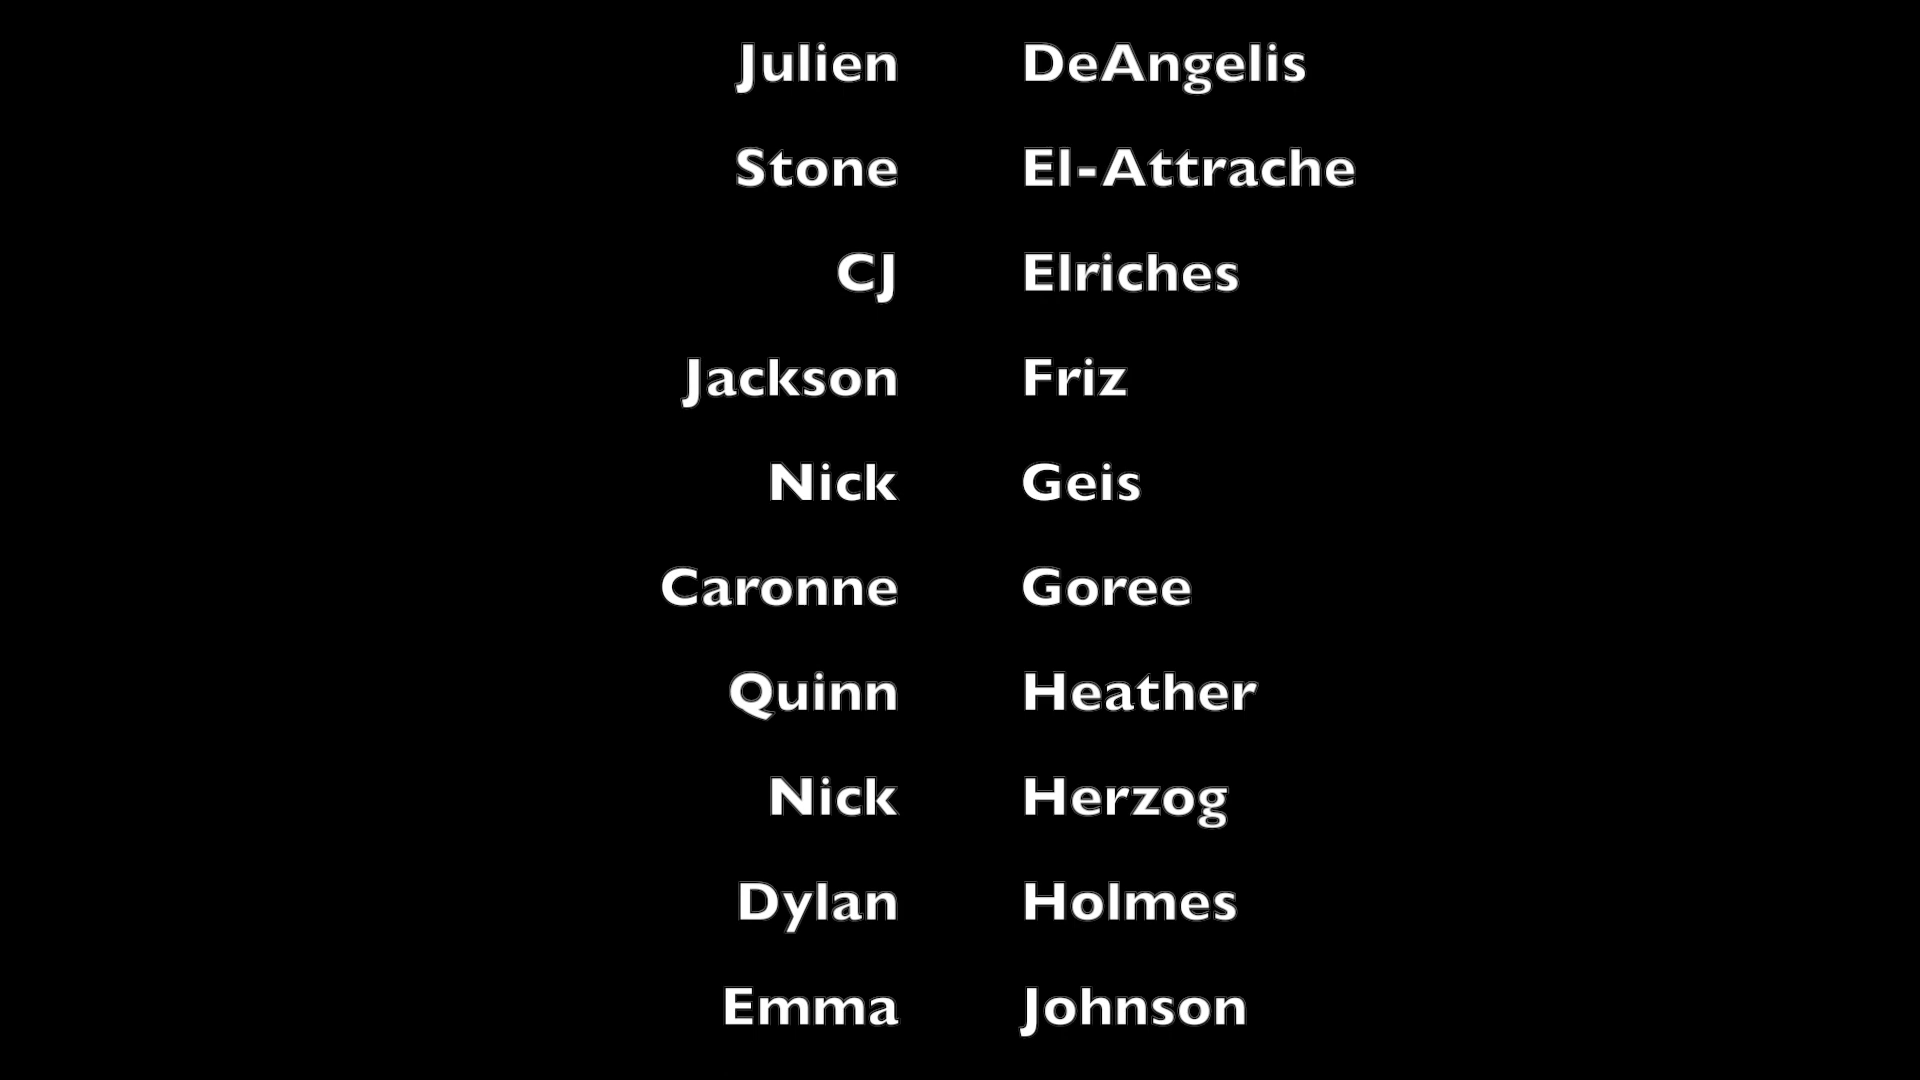 Julien DeAngelis
Stone El-Attrache
CJ Elriches
Jackson Friz
Nick Geis
Caronne Goree
Quinn Heather
Nick Herzog
Dylan Holmes
Emma Johnson